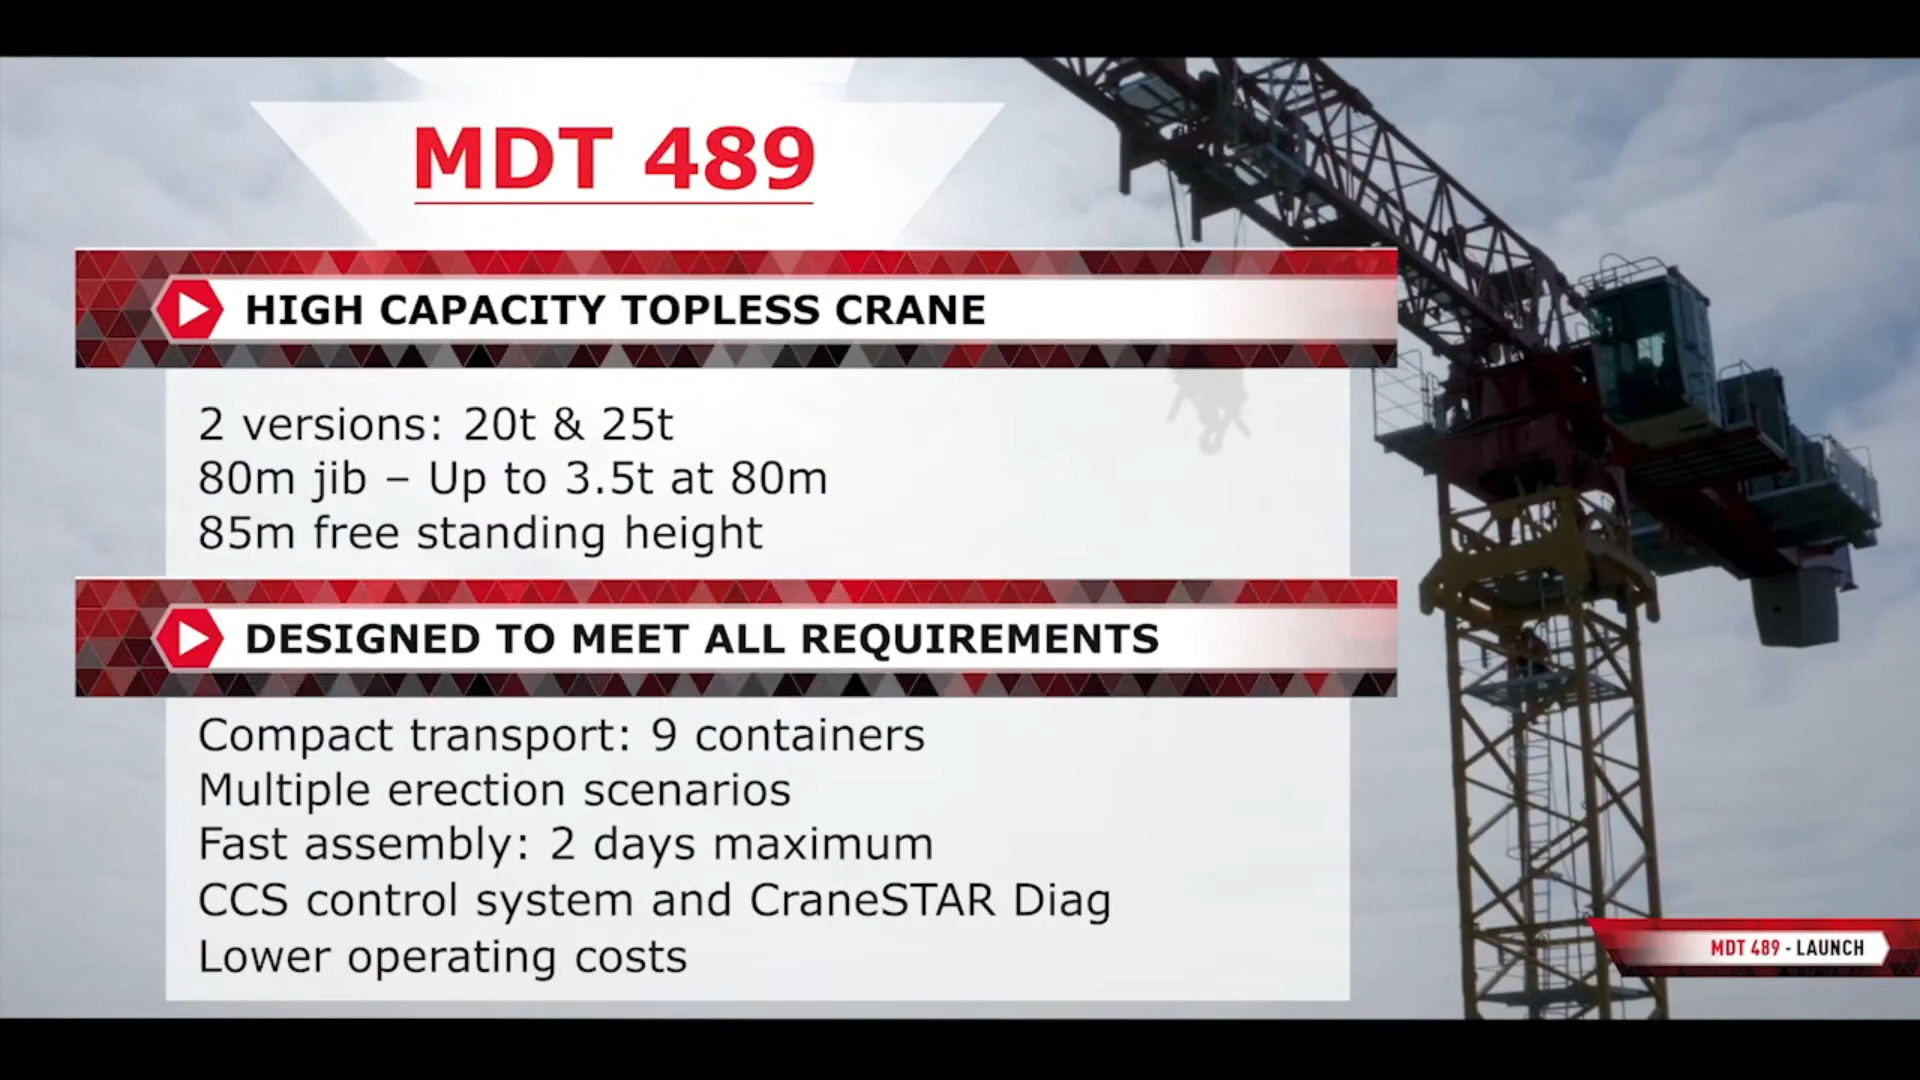 MDT 489
HIGH CAPACITY TOPLESS CRANE
2 versions: 20t & 25t
80m jib – Up to 3.5t at 80m
85m free standing height
DESIGNED TO MEET ALL REQUIREMENTS
Compact transport: 9 containers
Multiple erection scenarios
Fast assembly: 2 days maximum
CCS control system and CraneSTAR Diag
Lower operating costs
MDT 489 - LAUNCH